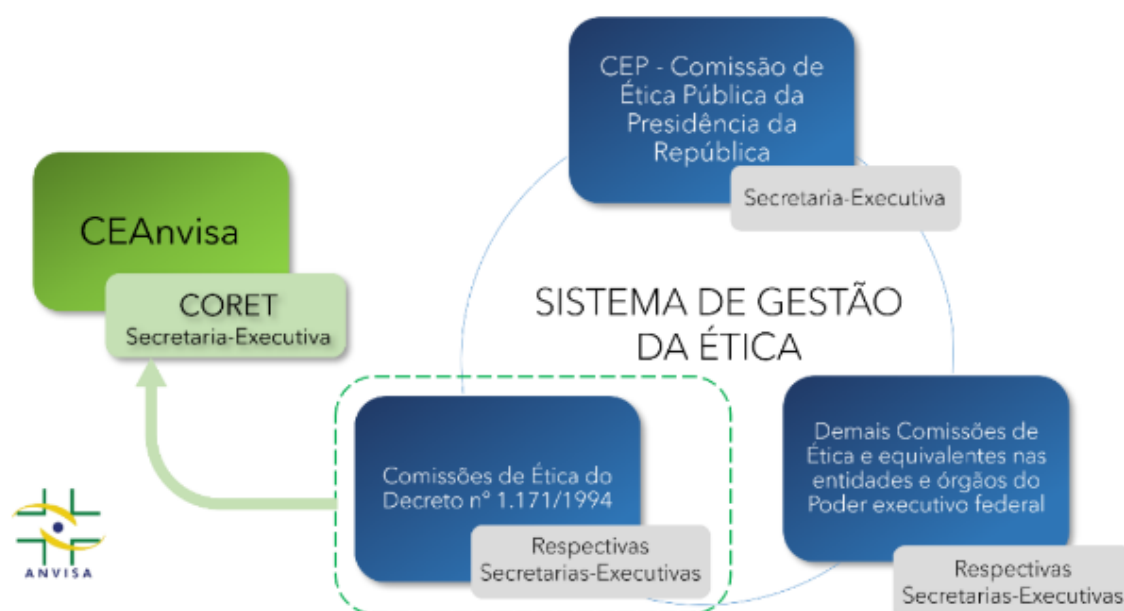 CEP - Comissão de
Ética Pública da
Presidência da
República
Secretaria-Executiva
CEAnvisa
CORET
Secretaria-Executiva
SISTEMA DE GESTÃO
DA ÉTICA
Comissões de Ética do
Decreto nº 1.171/1994
Respectivas
Secretarias-Executivas
Demais Comissões de
Ética e equivalentes nas
entidades e órgãos do
Poder executivo federal
Respectivas
Secretarias-Executivas
ANVISA